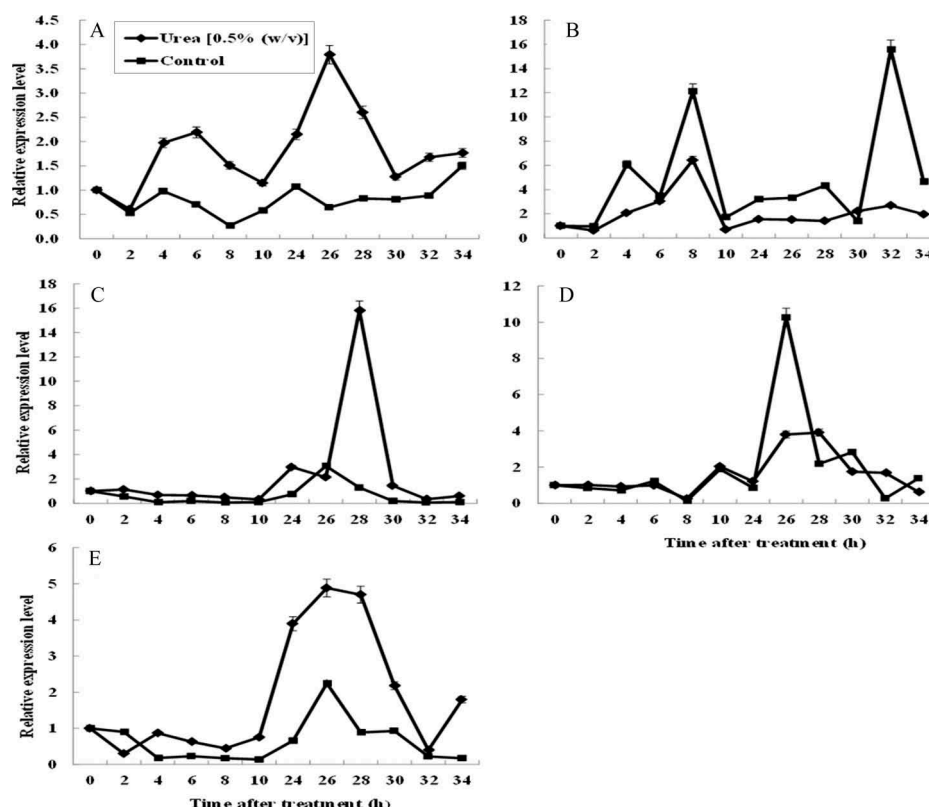 A
Urea [0.5% (w/v)]
Control
Relative expression level
4.5
4.0
3.5
3.0
2.5
2.0
1.5
1.0
0.5
0.0
0 2 4 6 8 10 24 26 28 30 32 34
B
18
16
14
12
10
8
6
4
2
0
0 2 4 6 8 10 24 26 28 30 32 34
C
Relative expression level
18
16
14
12
10
8
6
4
2
0
0 2 4 6 8 10 24 26 28 30 32 34
D
12
10
8
6
4
2
0
0 2 4 6 8 10 24 26 28 30 32 34
Time after treatment (h)
E
Relative expression level
6
5
4
3
2
1
0
0 2 4 6 8 10 24 26 28 30 32 34
Time after treatment (h)